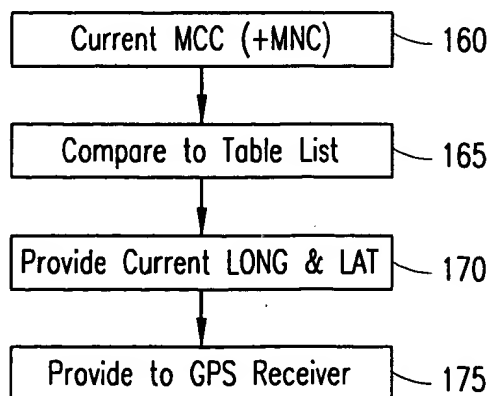 Current MCC (+MNC) 160
Compare to Table List 165
Provide Current LONG & LAT 170
Provide to GPS Receiver 175